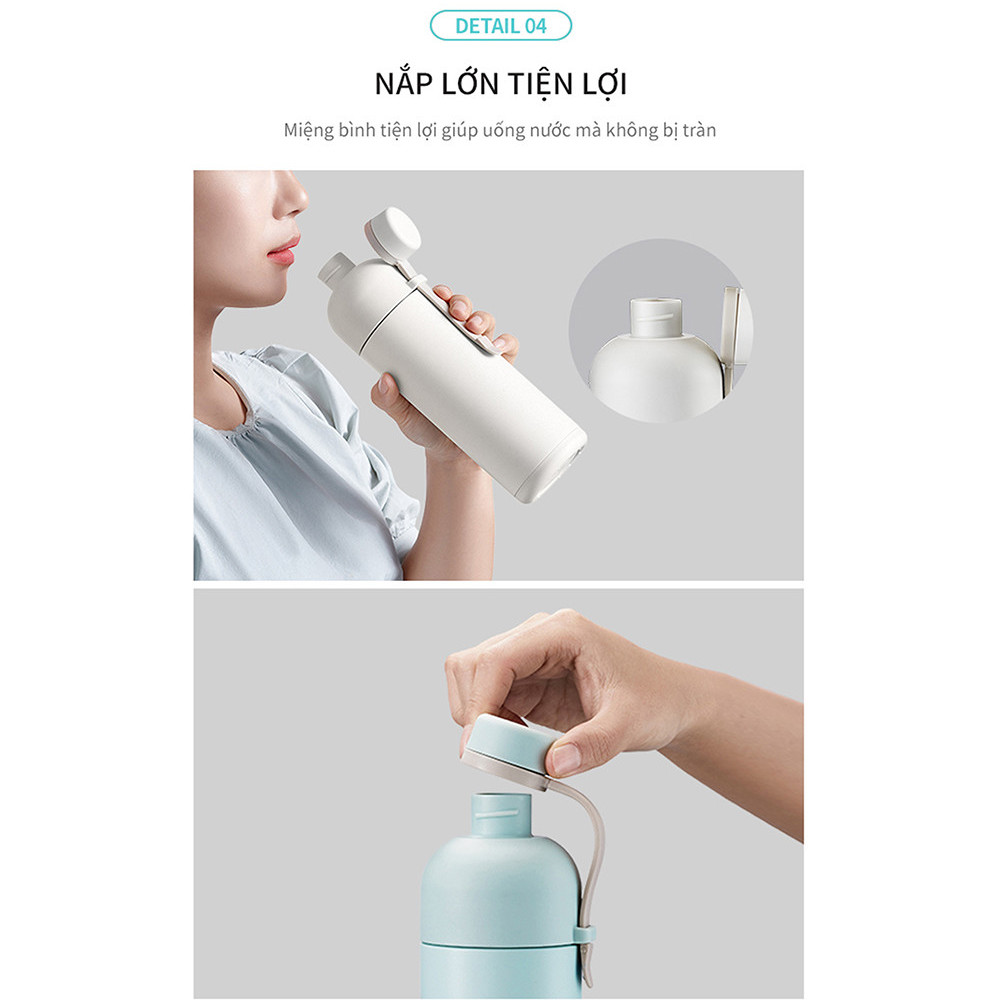 DETAIL 04
NẮP LỚN TIỆN LỢI
Miệng bình tiện lợi giúp uống nước mà không bị tràn